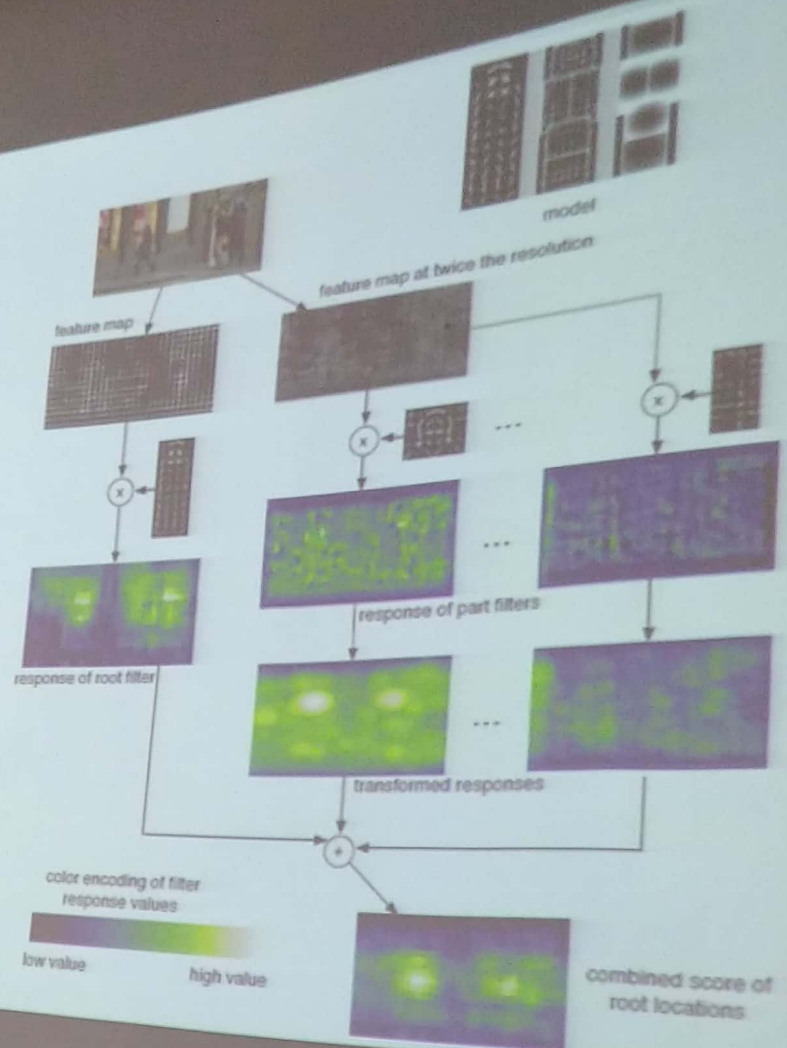 model
feature map at twice the resolution
feature map
x
x
x
...
...
response of part filters
response of root filter
...
transformed responses
+
color encoding of filter
response values
low value
high value
combined score of
root locations